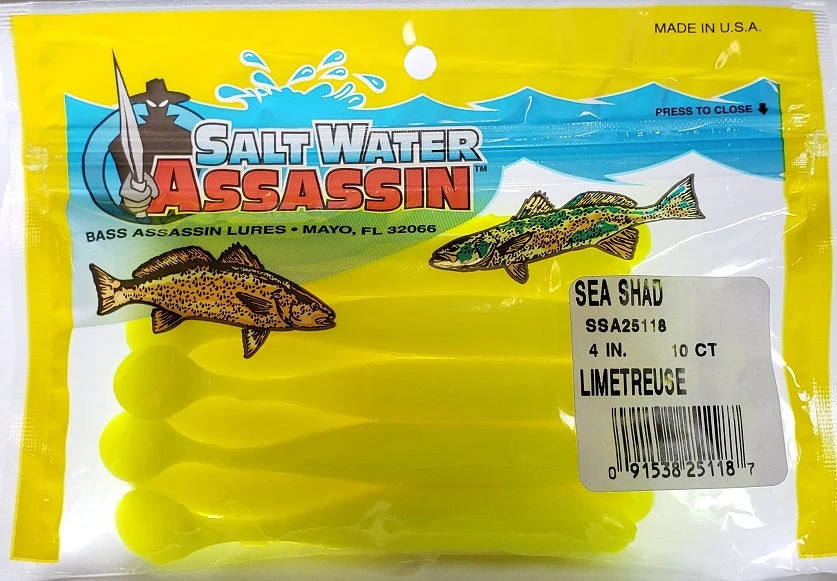 MADE IN U.S.A.
PRESS TO CLOSE
SALT WATER
ASSASSIN™
BASS ASSASSIN LURES • MAYO, FL 32066
SEA SHAD
SSA25118
4 IN. 10 CT
LIMETREUSE
0 91538 25118 7